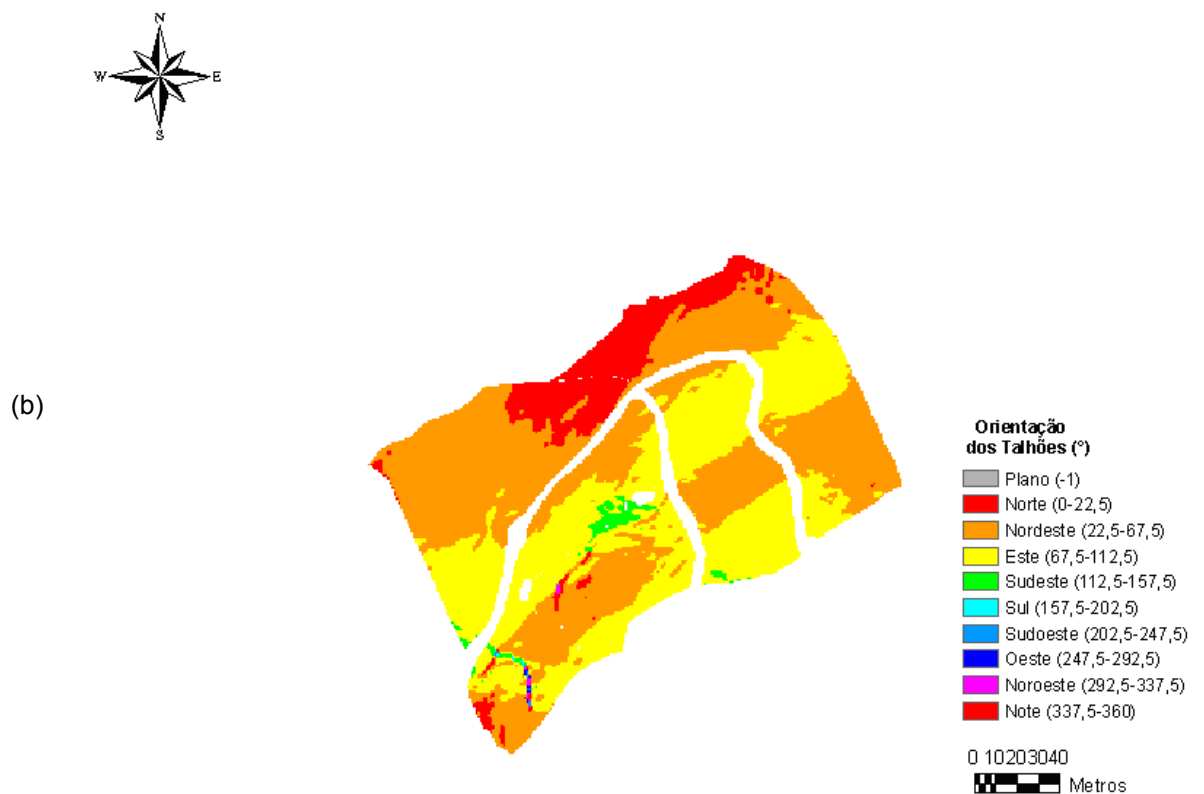 N
W E
S
(b)
Orientação
dos Talhões (°)
Plano (-1)
Norte (0-22,5)
Nordeste (22,5-67,5)
Este (67,5-112,5)
Sudeste (112,5-157,5)
Sul (157,5-202,5)
Sudoeste (202,5-247,5)
Oeste (247,5-292,5)
Noroeste (292,5-337,5)
Note (337,5-360)
0 10203040
Metros